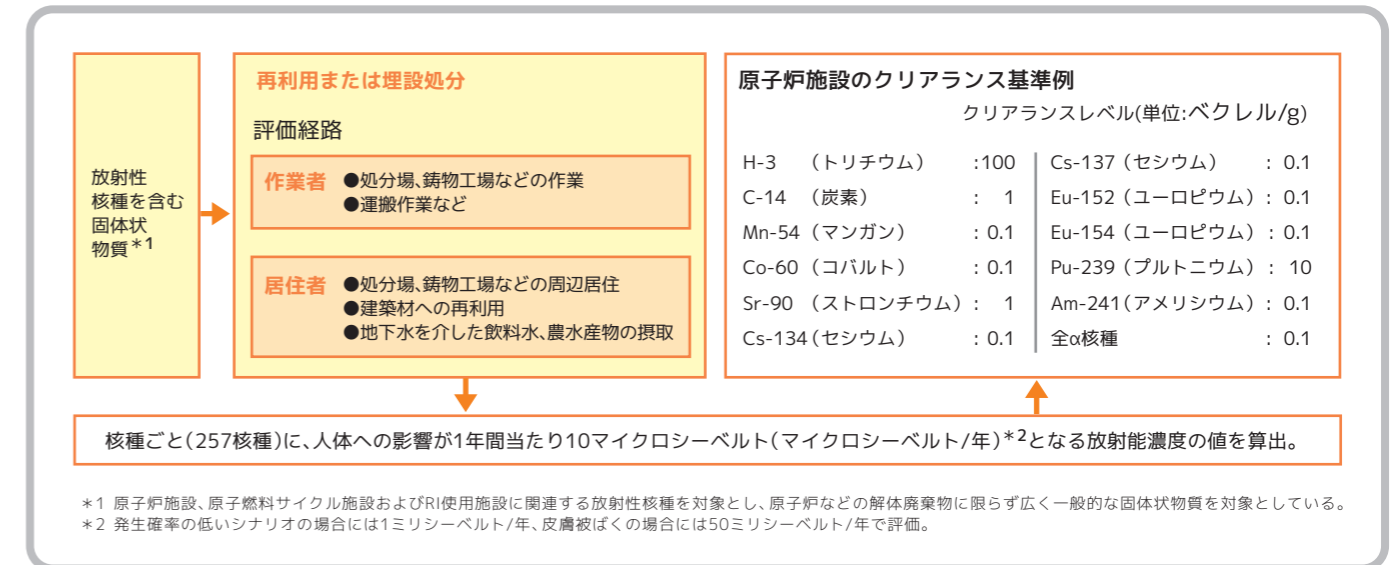 放射性
核種を含む
固体状
物質*1
再利用または埋設処分
評価経路
作業者
●処分場、鋳物工場などの作業
●運搬作業など
居住者
●処分場、鋳物工場などの周辺居住
●建築材への再利用
●地下水を介した飲料水、農水産物の摂取
原子炉施設のクリアランス基準例
クリアランスレベル(単位:ベクレル/g)
H-3 (トリチウム) :100
C-14 (炭素) : 1
Mn-54 (マンガン) : 0.1
Co-60 (コバルト) : 0.1
Sr-90 (ストロンチウム) : 1
Cs-134 (セシウム) : 0.1
Cs-137 (セシウム) : 0.1
Eu-152 (ユーロピウム) : 0.1
Eu-154 (ユーロピウム) : 0.1
Pu-239 (プルトニウム) : 10
Am-241 (アメリシウム) : 0.1
全α核種 : 0.1
核種ごと(257核種)に、人体への影響が1年間当たり10マイクロシーベルト(マイクロシーベルト/年)*2となる放射能濃度の値を算出。
*1 原子炉施設、原子燃料サイクル施設およびRI使用施設に関連する放射性核種を対象とし、原子炉などの解体廃棄物に限らず広く一般的な固体状物質を対象としている。
*2 発生確率の低いシナリオの場合には1ミリシーベルト/年、皮膚被ばくの場合には50ミリシーベルト/年で評価。